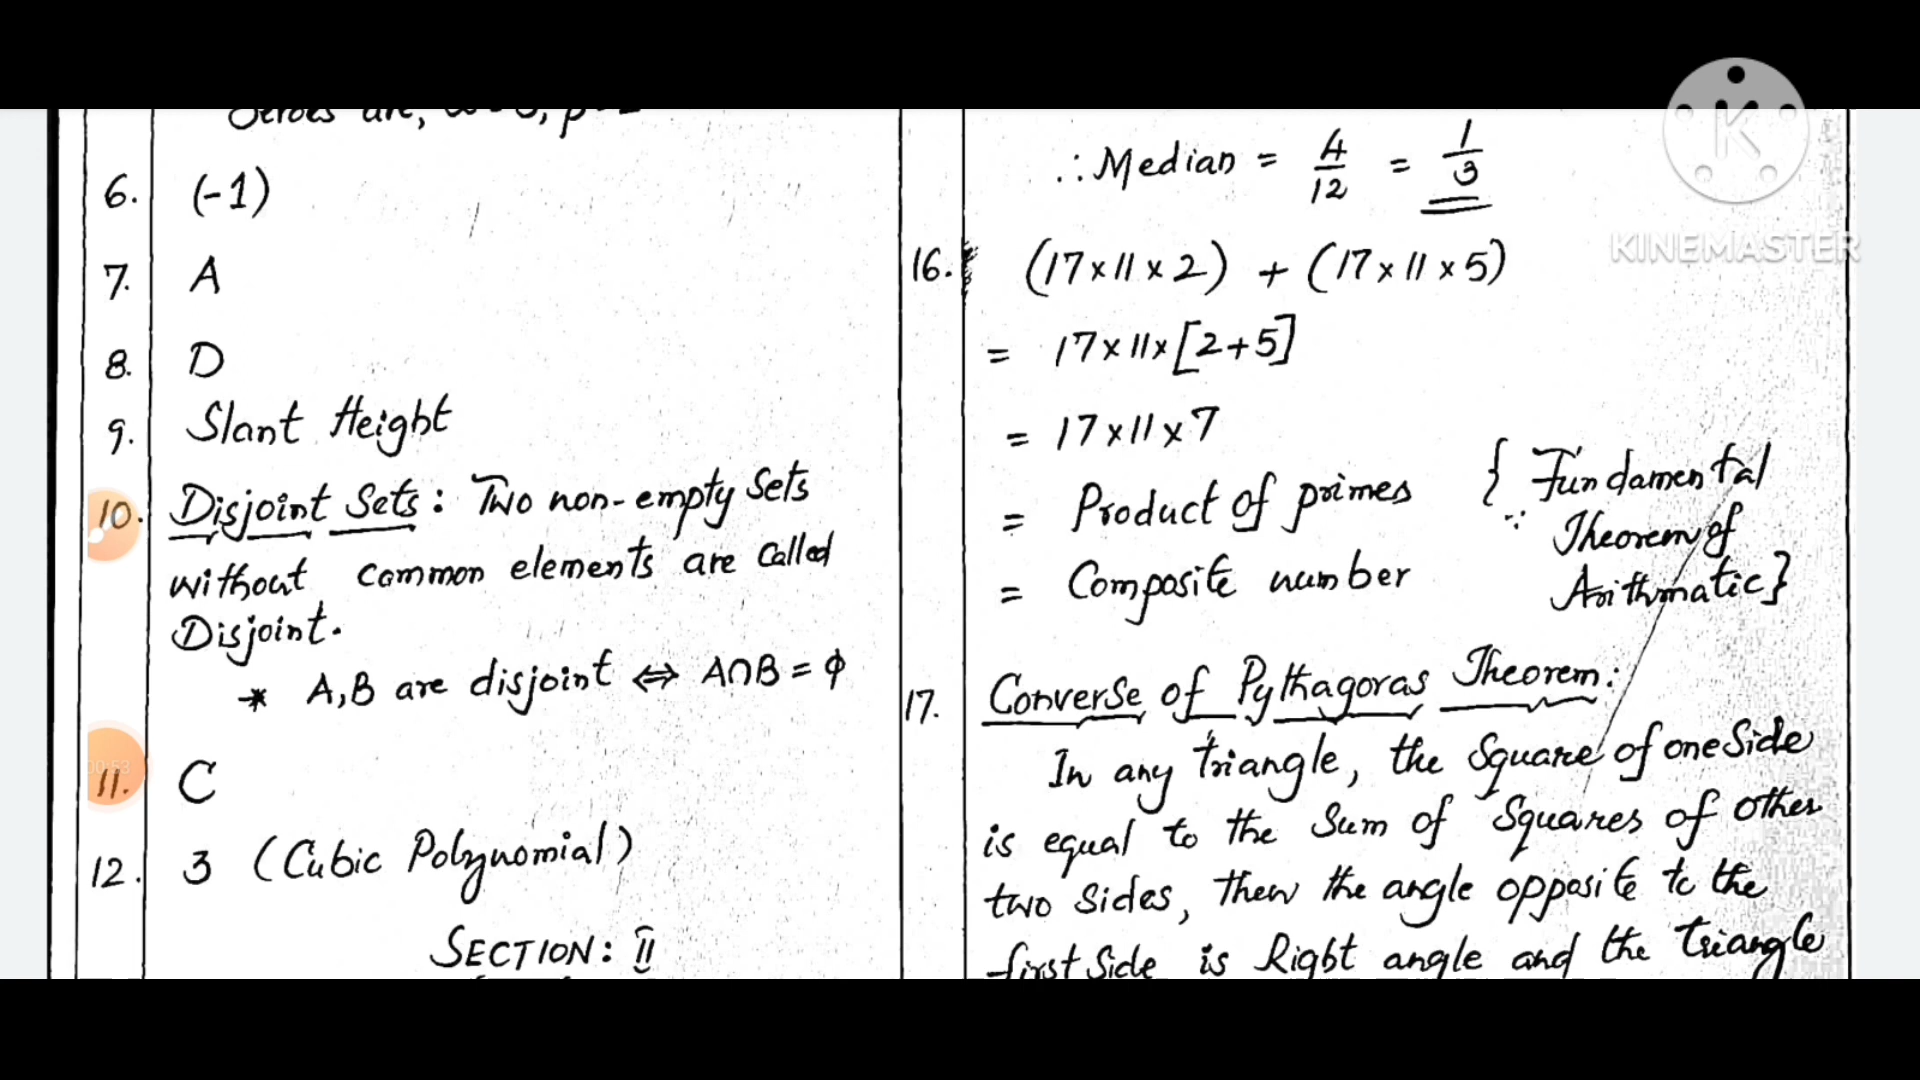 Zeroes are,
6. (-1)
7. A
8. D
9. Slant Height
10. Disjoint Sets: Two non-empty Sets
without common elements are called
Disjoint.
* A,B are disjoint ⇔ A∩B = ϕ
11. C
00:53
12. 3 (Cubic Polynomial)
SECTION: II
∴ Median = 4/12 = 1/3
16. (17×11×2) + (17×11×5)
= 17×11×[2+5]
= 17×11×7
= Product of primes {∵ Fundamental
Theorem of
= Composite number Arithmatic}
17. Converse of Pythagoras Theorem:
In any triangle, the Square of one Side
is equal to the Sum of Squares of other
two Sides, then the angle opposite to the
first Side is Right angle and the triangle
K
KINEMASTER